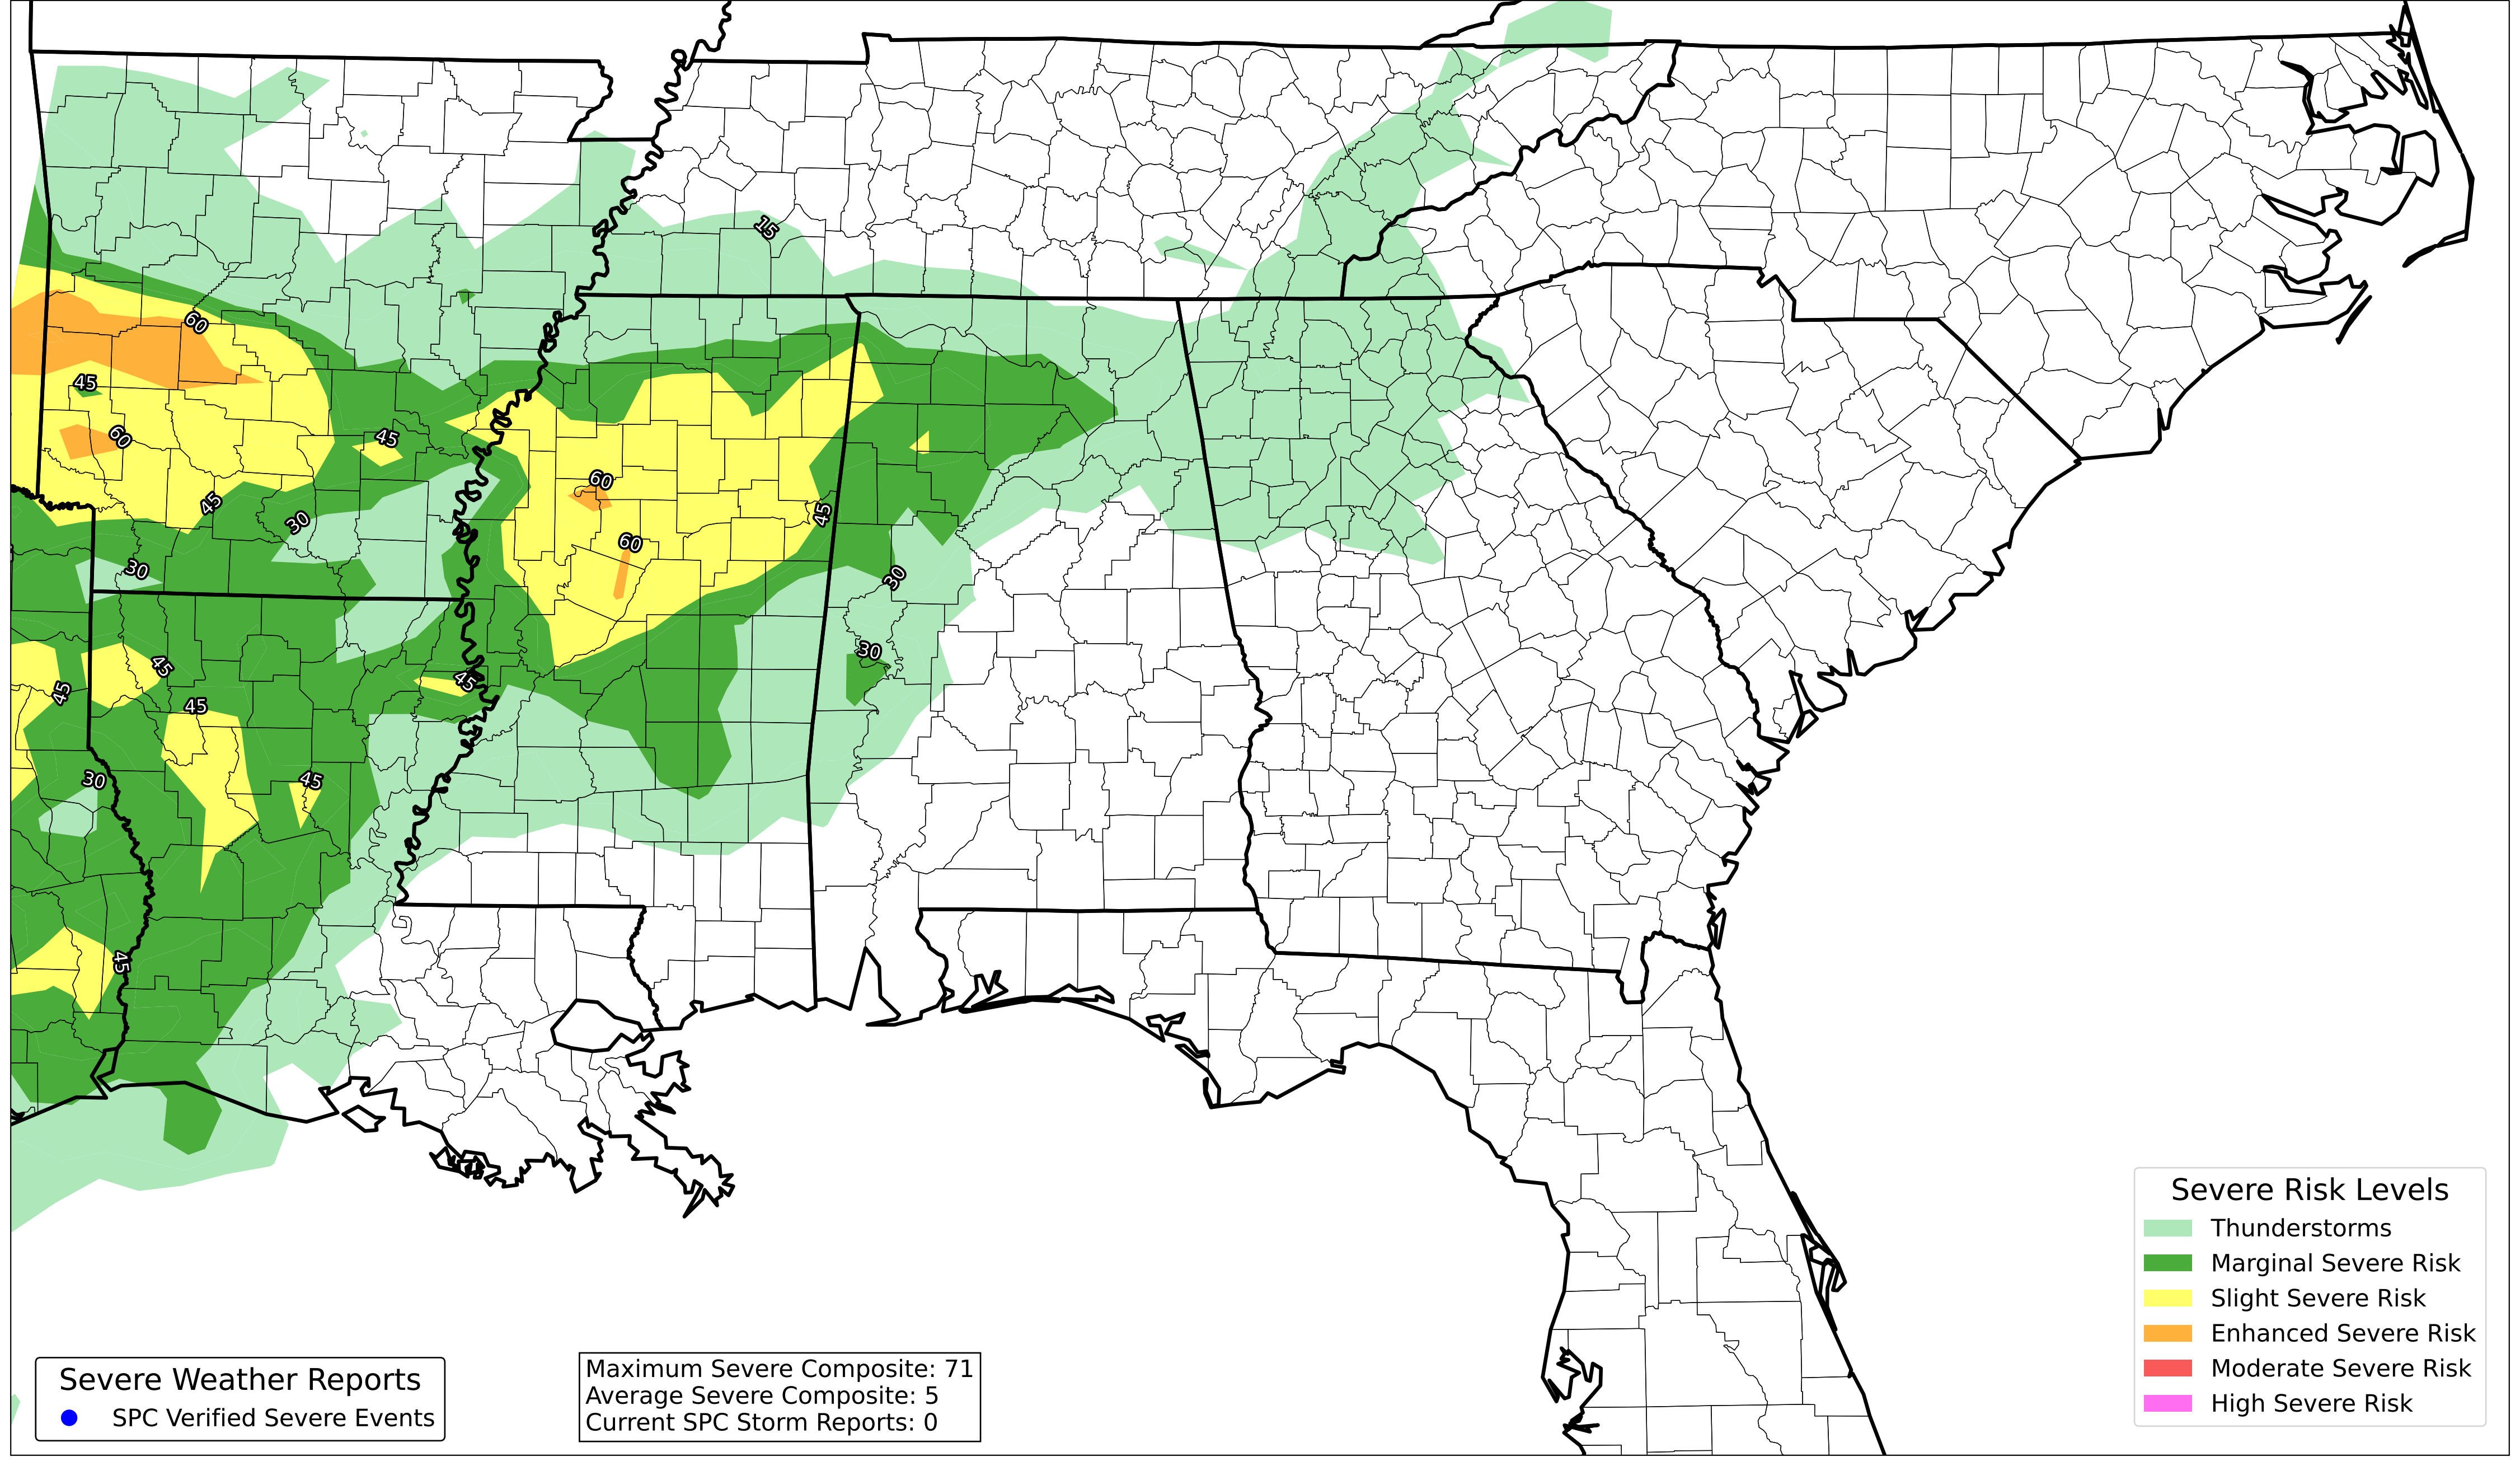 15
60
45
60
45
60
45
45
30
60
30
30
45
30
45
45
45
30
45
45
Severe Risk Levels
Thunderstorms
Marginal Severe Risk
Slight Severe Risk
Enhanced Severe Risk
Moderate Severe Risk
High Severe Risk
Severe Weather Reports
SPC Verified Severe Events
Maximum Severe Composite: 71
Average Severe Composite: 5
Current SPC Storm Reports: 0